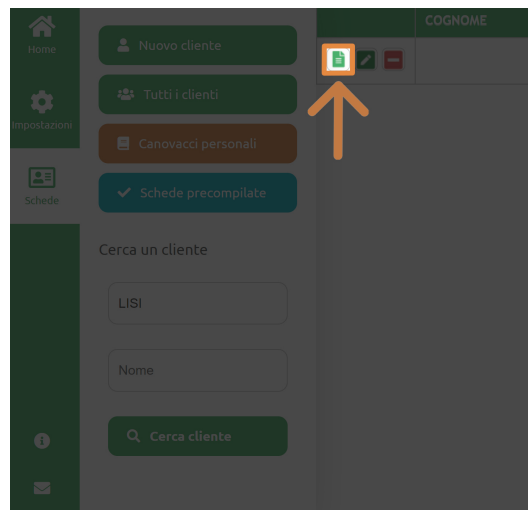 Home
impostazioni
Schede
Nuovo cliente
Tutti i clienti
Canovacci personali
Schede precompilate
Cerca un cliente
LISI
Nome
Cerca cliente
COGNOME